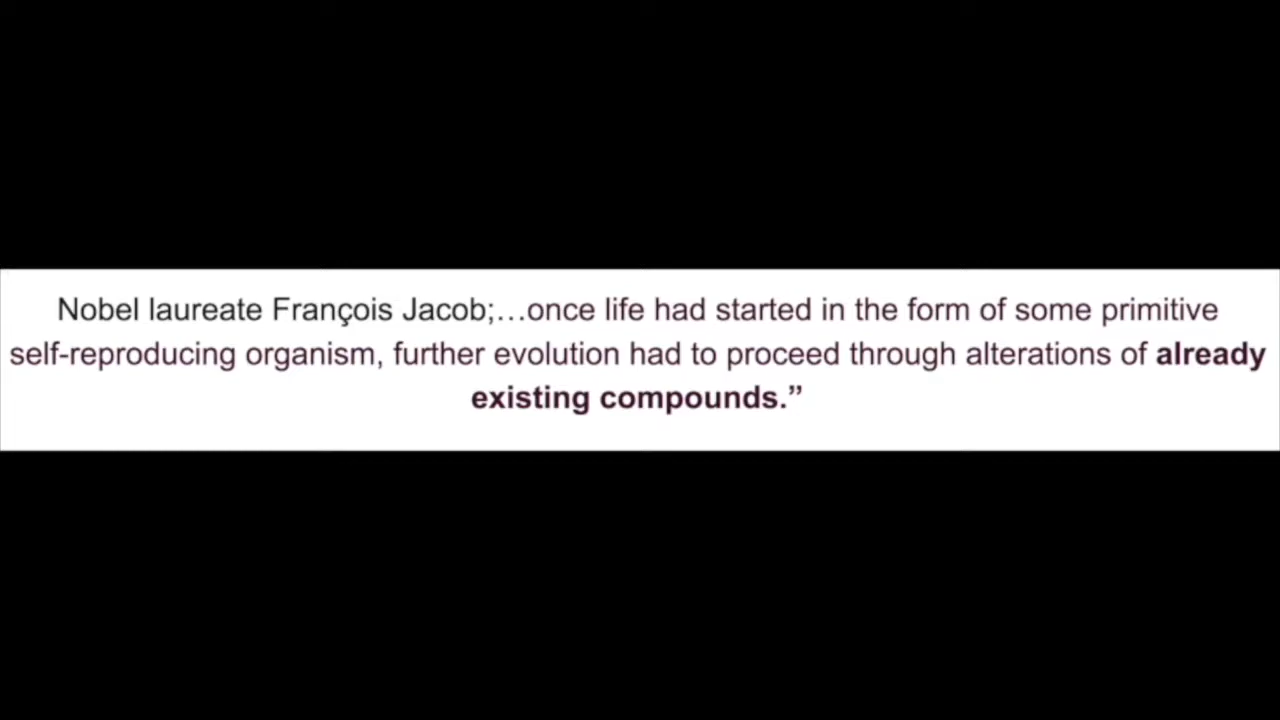 Nobel laureate François Jacob;…once life had started in the form of some primitive
self-reproducing organism, further evolution had to proceed through alterations of already
existing compounds.”